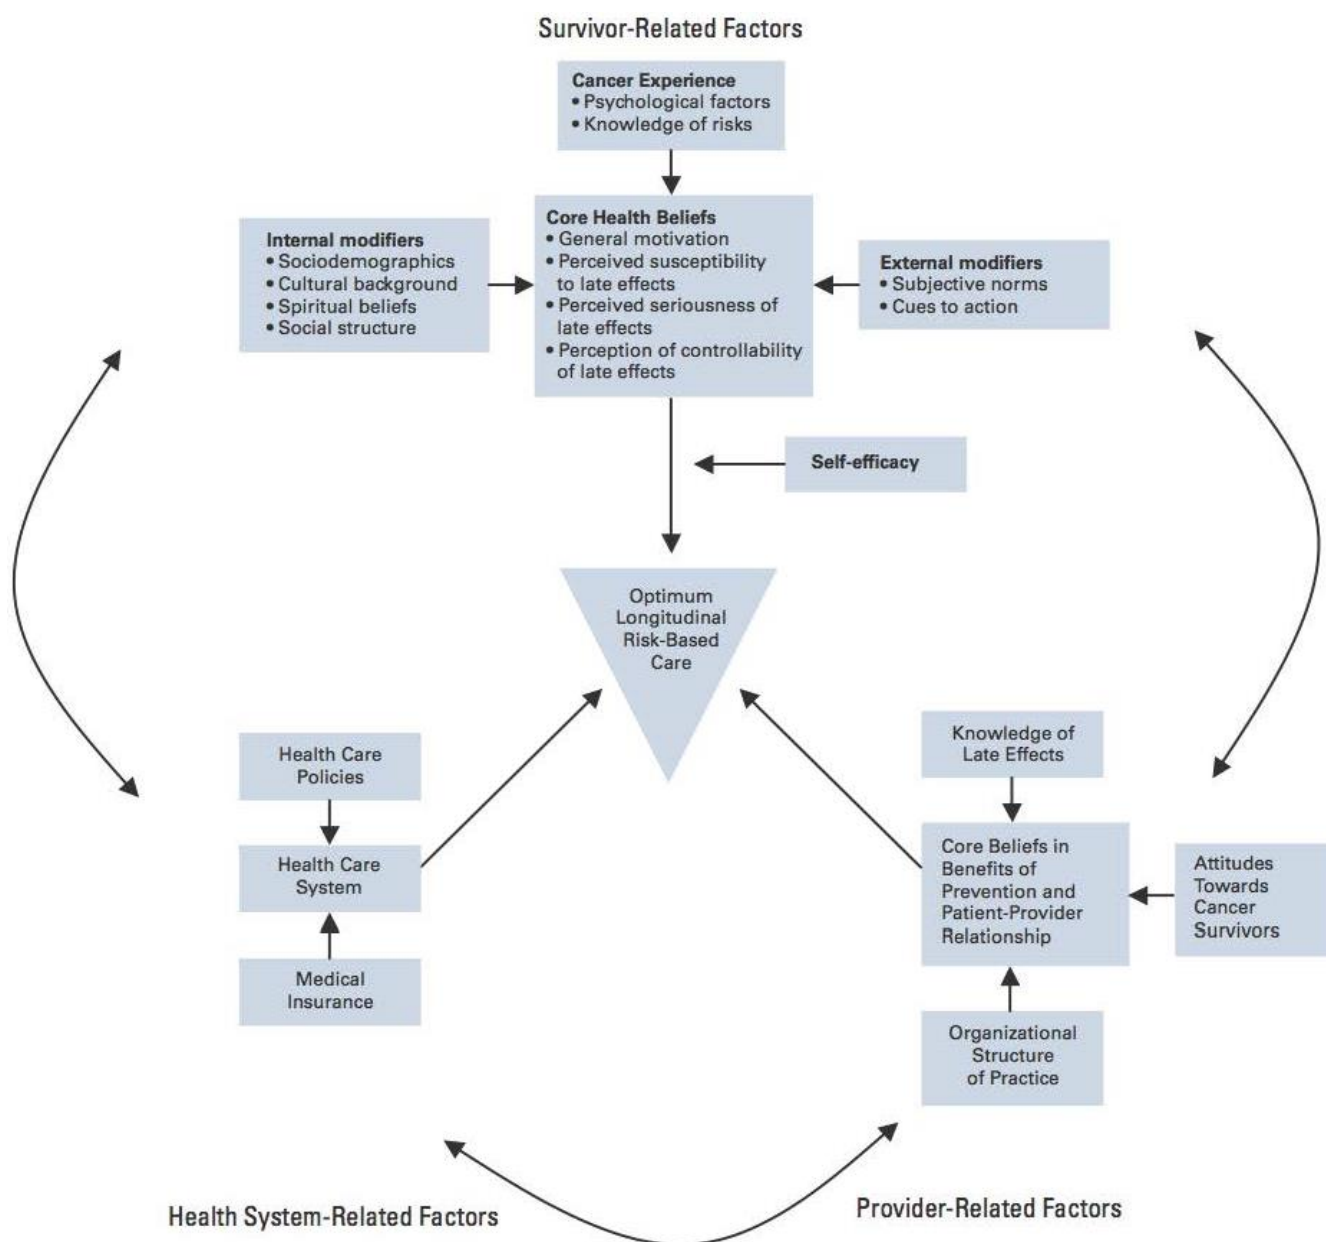 Survivor-Related Factors
Cancer Experience
• Psychological factors
• Knowledge of risks
Internal modifiers
• Sociodemographics
• Cultural background
• Spiritual beliefs
• Social structure
Core Health Beliefs
• General motivation
• Perceived susceptibility
to late effects
• Perceived seriousness of
late effects
• Perception of controllability
of late effects
External modifiers
• Subjective norms
• Cues to action
Self-efficacy
Optimum
Longitudinal
Risk-Based
Care
Health Care
Policies
Health Care
System
Medical
Insurance
Knowledge of
Late Effects
Core Beliefs in
Benefits of
Prevention and
Patient-Provider
Relationship
Attitudes
Towards
Cancer
Survivors
Organizational
Structure
of Practice
Health System-Related Factors
Provider-Related Factors